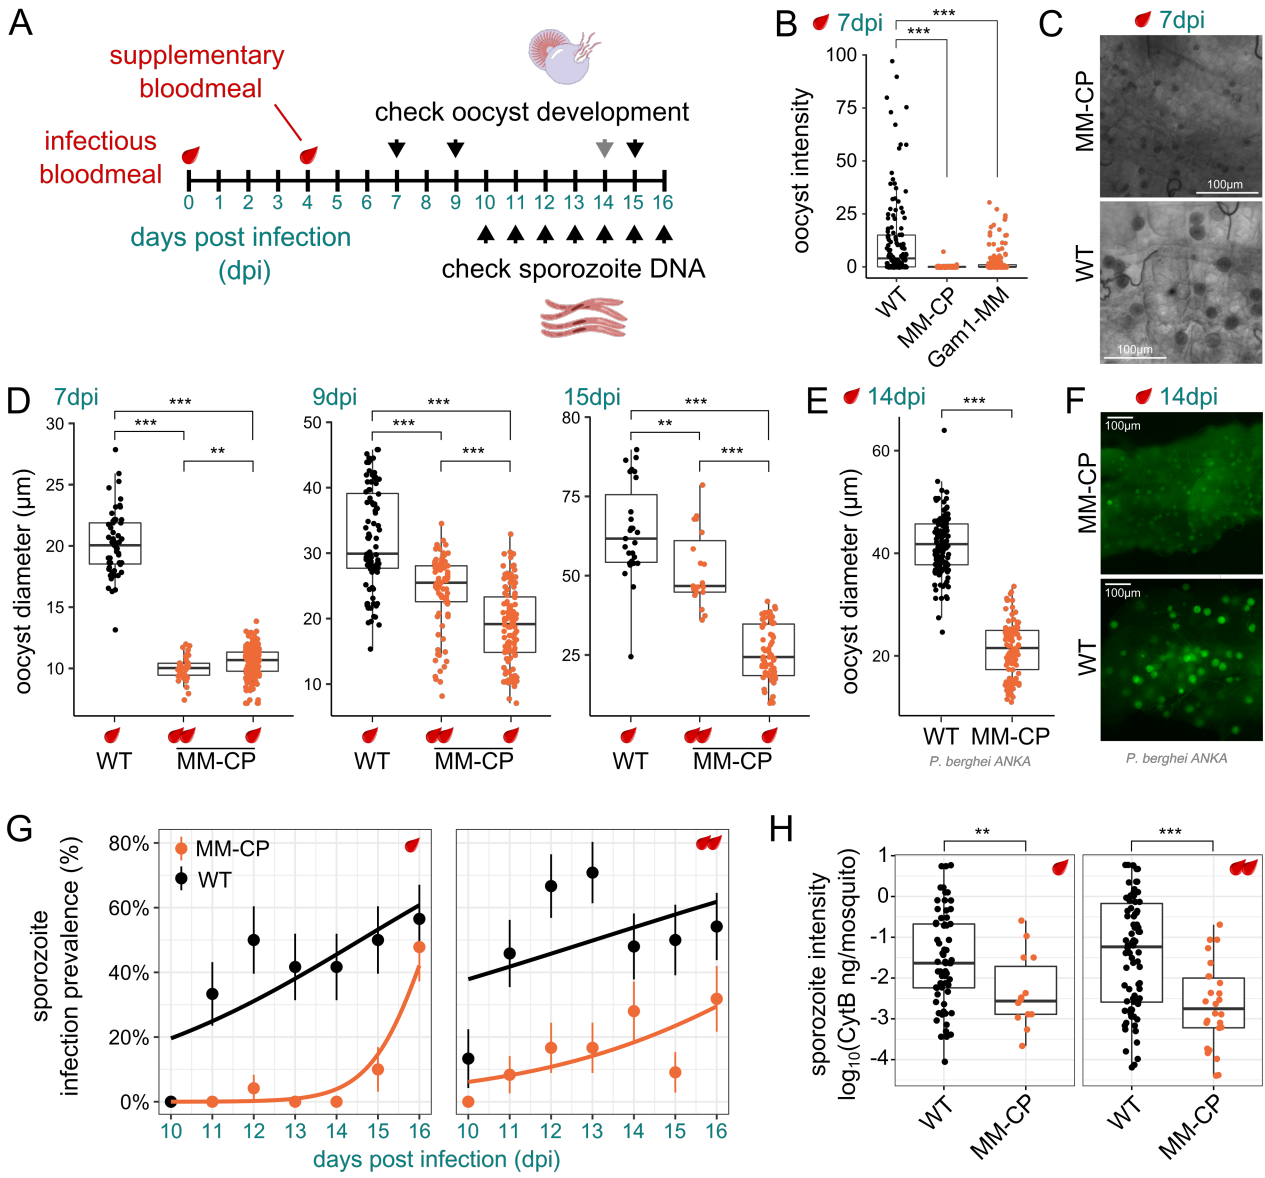 A
supplementary
bloodmeal
infectious
bloodmeal
check oocyst development
0 1 2 3 4 5 6 7 8 9 10 11 12 13 14 15 16
days post infection
(dpi)
check sporozoite DNA
B
7dpi
***
***
oocyst intensity
100
75
50
25
0
WT
MM-CP
Gam1-MM
C
7dpi
MM-CP
100µm
WT
100µm
D
7dpi
***
***
**
oocyst diameter (µm)
30
25
20
15
10
WT
MM-CP
9dpi
***
***
***
50
40
30
20
10
WT
MM-CP
15dpi
***
**
***
80
75
50
25
WT
MM-CP
E
14dpi
***
oocyst diameter (µm)
60
40
20
WT MM-CP
P. berghei ANKA
F
14dpi
MM-CP
100µm
WT
100µm
P. berghei ANKA
G
sporozoite
infection prevalence (%)
80%
60%
40%
20%
0%
MM-CP
WT
10 11 12 13 14 15 16
10 11 12 13 14 15 16
days post infection (dpi)
H
**
***
sporozoite intensity
log10(CytB ng/mosquito)
1
0
-1
-2
-3
-4
WT
MM-CP
WT
MM-CP